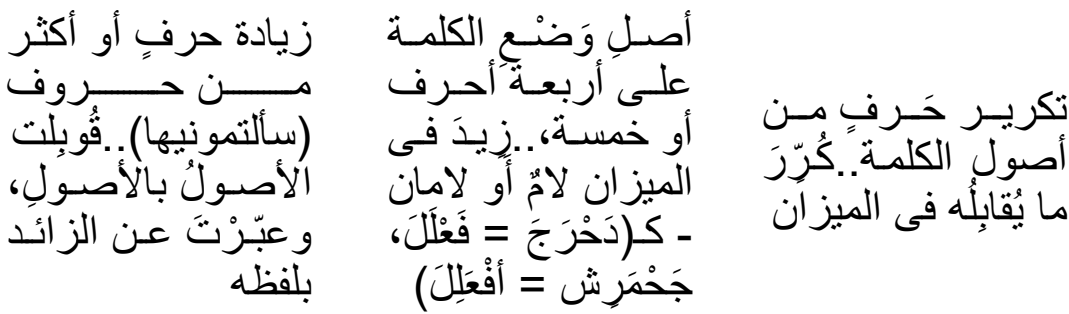 تكرير حَرفٍ من
أصول الكلمة..كُرِّرَ
ما يُقابِلُه فى الميزان
أصلِ وَضْعِ الكلمة
على أربعة أحرف
أو خمسة،..زِيدَ فى
الميزان لامٌ أو لامان
- كـ(دَحْرَجَ = فَعْلَلَ،
جَحْمَرِش = أفْعَلِلَ)
زيادة حرفٍ أو أكثر
من حروف
(سألتمونيها)..قُوبِلت
الأصولُ بالأصولِ،
وعبّرْتَ عن الزائد
بلفظه